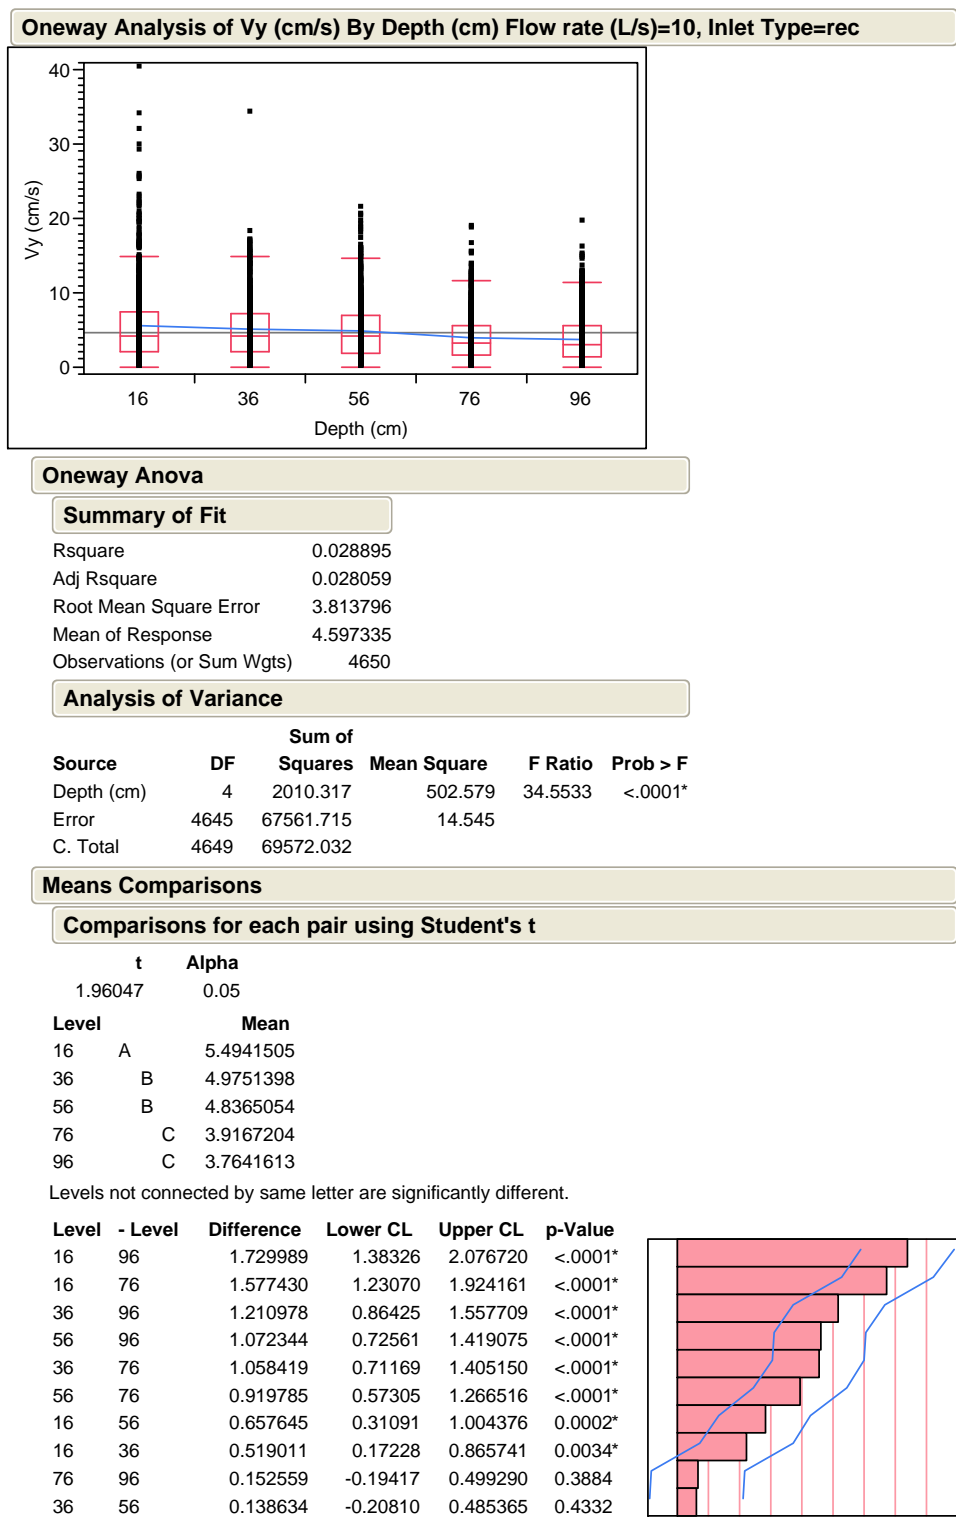 Oneway Analysis of Vy (cm/s) By Depth (cm) Flow rate (L/s)=10, Inlet Type=rec
40
30
20
10
0
Vy (cm/s)
16 36 56 76 96
Depth (cm)
Oneway Anova
Summary of Fit
Rsquare 0.028895
Adj Rsquare 0.028059
Root Mean Square Error 3.813796
Mean of Response 4.597335
Observations (or Sum Wgts) 4650
Analysis of Variance
Sum of
Source DF Squares Mean Square F Ratio Prob > F
Depth (cm) 4 2010.317 502.579 34.5533 <.0001*
Error 4645 67561.715 14.545
C. Total 4649 69572.032
Means Comparisons
Comparisons for each pair using Student's t
t Alpha
1.96047 0.05
Level Mean
16 A 5.4941505
36 B 4.9751398
56 B 4.8365054
76 C 3.9167204
96 C 3.7641613
Levels not connected by same letter are significantly different.
Level - Level Difference Lower CL Upper CL p-Value
16 96 1.729989 1.38326 2.076720 <.0001*
16 76 1.577430 1.23070 1.924161 <.0001*
36 96 1.210978 0.86425 1.557709 <.0001*
56 96 1.072344 0.72561 1.419075 <.0001*
36 76 1.058419 0.71169 1.405150 <.0001*
56 76 0.919785 0.57305 1.266516 <.0001*
16 56 0.657645 0.31091 1.004376 0.0002*
16 36 0.519011 0.17228 0.865741 0.0034*
76 96 0.152559 -0.19417 0.499290 0.3884
36 56 0.138634 -0.20810 0.485365 0.4332